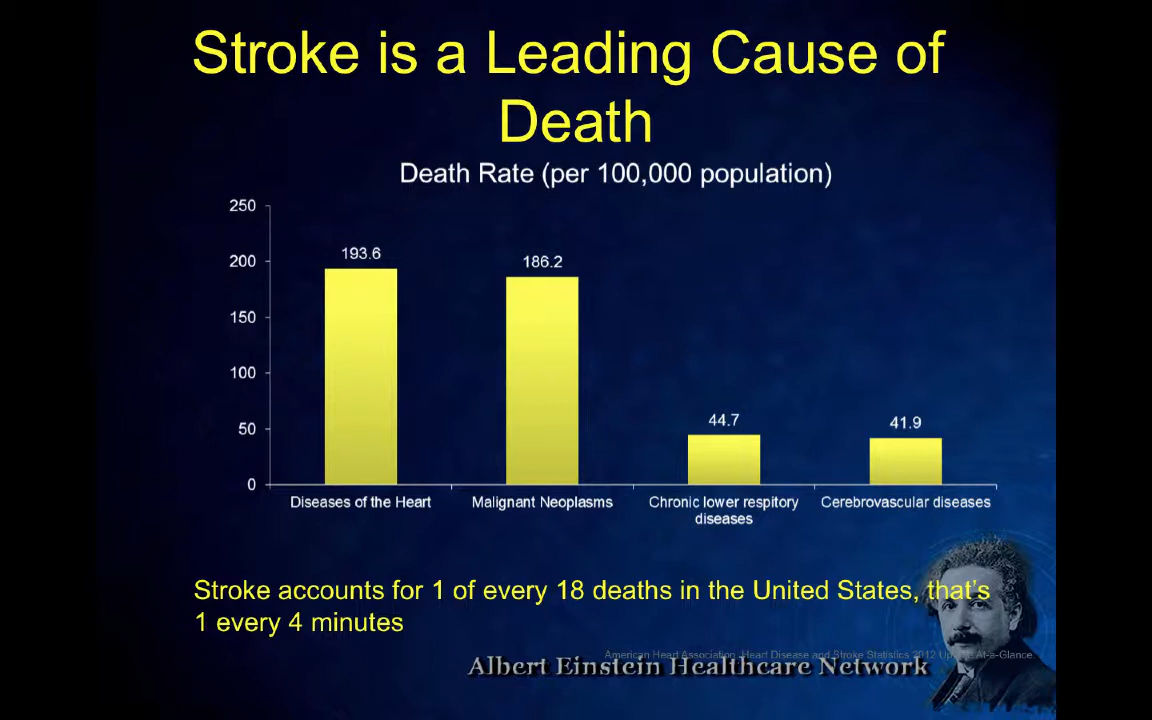 Stroke is a Leading Cause of
Death
Death Rate (per 100,000 population)
250
200
150
100
50
0
193.6
186.2
44.7
41.9
Diseases of the Heart
Malignant Neoplasms
Chronic lower respitory
diseases
Cerebrovascular diseases
Stroke accounts for 1 of every 18 deaths in the United States, that's
1 every 4 minutes
American Heart Association. Heart Disease and Stroke Statistics 2012 At-a-Glance.
Albert Einstein Healthcare Network